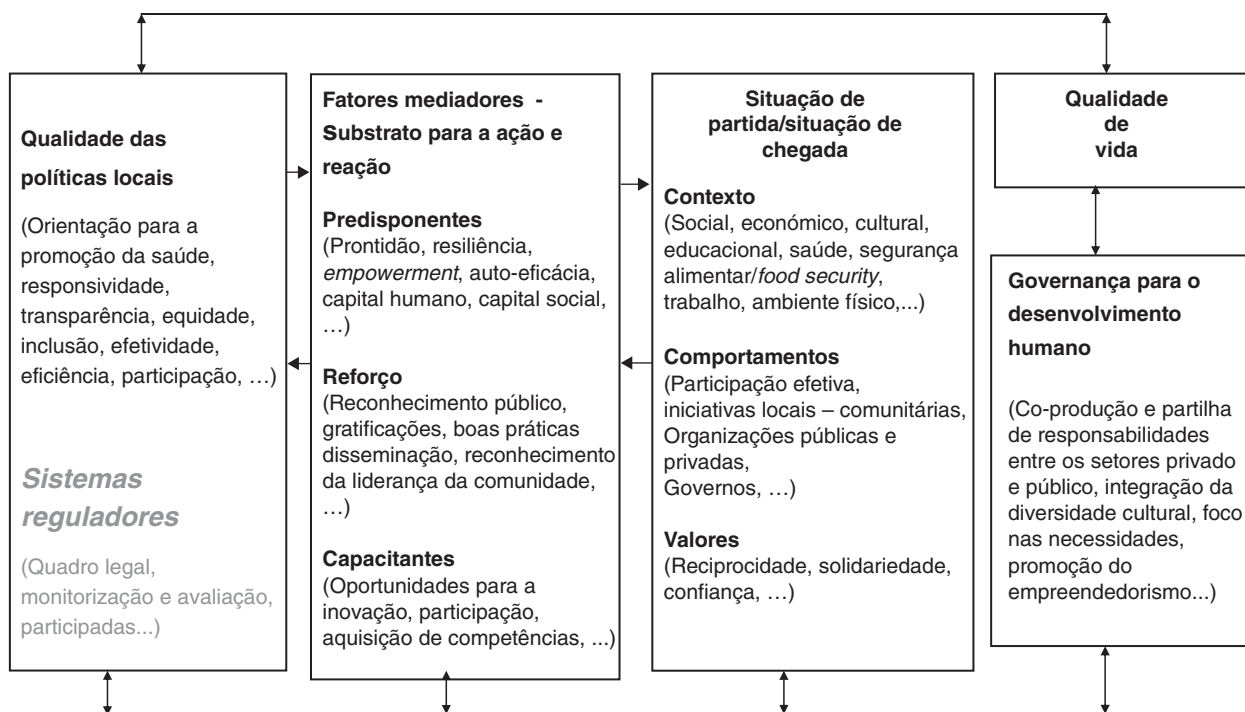 Qualidade das
políticas locais
(Orientação para a
promoção da saúde,
responsividade,
transparência, equidade,
inclusão, efetividade,
eficiência, participação, …)
Sistemas
reguladores
(Quadro legal,
monitorização e avaliação,
participadas...)
Fatores mediadores -
Substrato para a ação e
reação
Predisponentes
(Prontidão, resiliência,
empowerment, auto-eficácia,
capital humano, capital social,
…)
Reforço
(Reconhecimento público,
gratificações, boas práticas
disseminação, reconhecimento
da liderança da comunidade,
…)
Capacitantes
(Oportunidades para a
inovação, participação,
aquisição de competências, ...)
Situação de
partida/situação de
chegada
Contexto
(Social, económico, cultural,
educacional, saúde, segurança
alimentar/food security,
trabalho, ambiente físico,...)
Comportamentos
(Participação efetiva,
iniciativas locais – comunitárias,
Organizações públicas e
privadas,
Governos, …)
Valores
(Reciprocidade, solidariedade,
confiança, …)
Qualidade
de
vida
Governança para o
desenvolvimento
humano
(Co-produção e partilha
de responsabilidades
entre os setores privado
e público, integração da
diversidade cultural, foco
nas necessidades,
promoção do
empreendedorismo...)